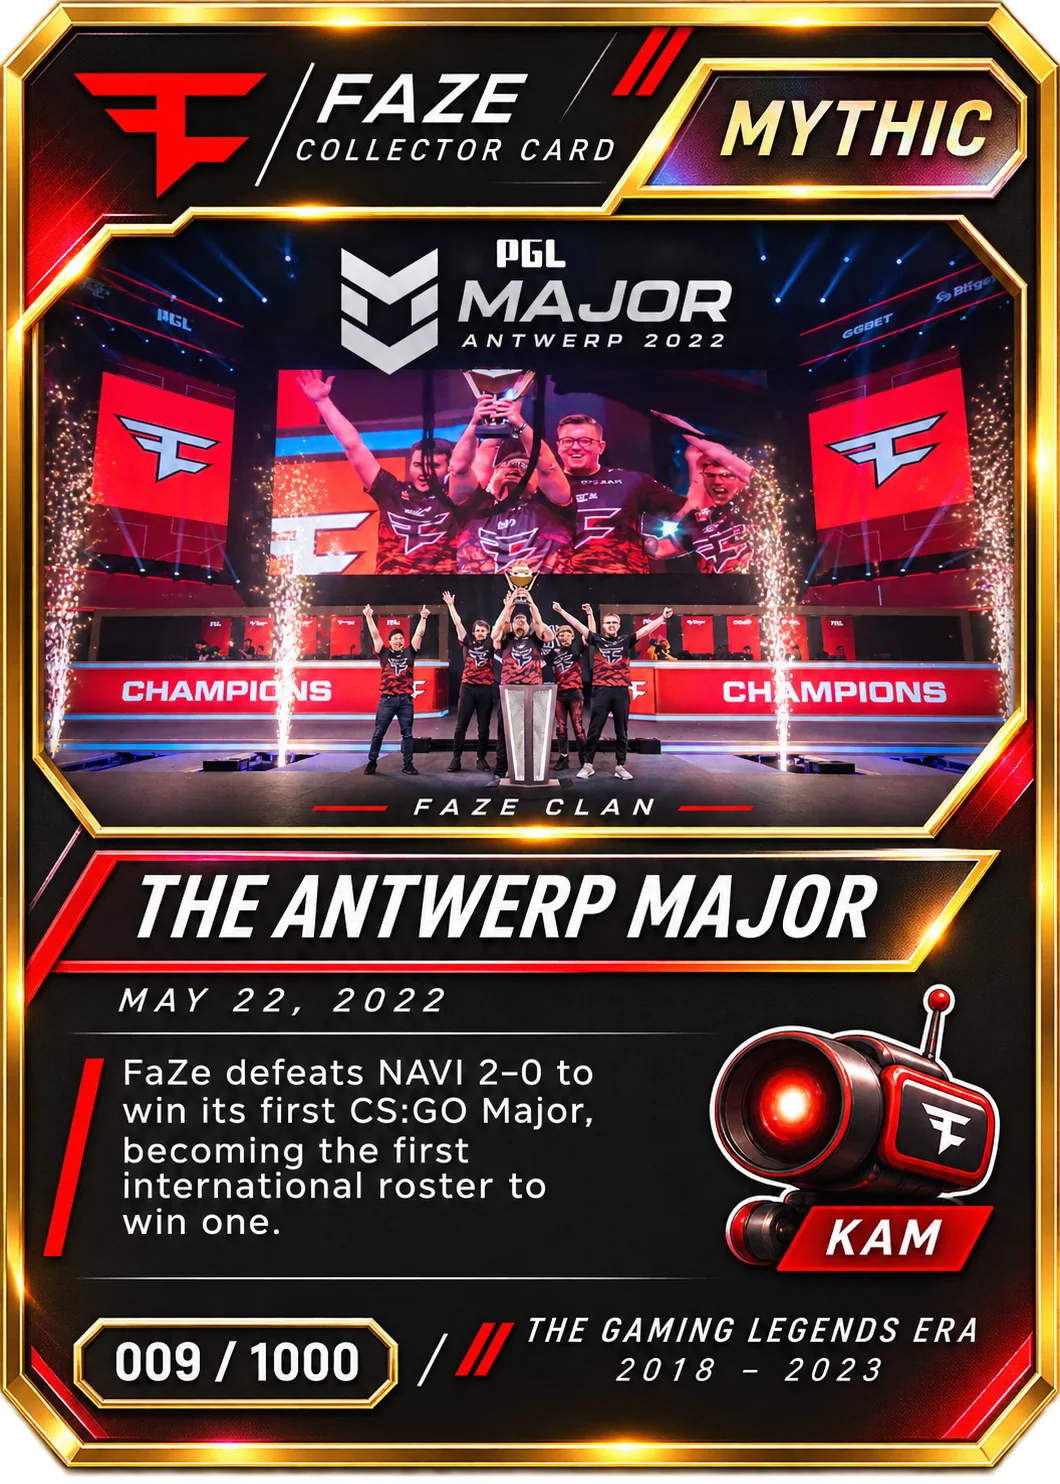 FAZE
COLLECTOR CARD
MYTHIC
PGL
MAJOR
ANTWERP 2022
PGL
GGBET
CHAMPIONS
CHAMPIONS
FAZE CLAN
THE ANTWERP MAJOR
MAY 22, 2022
FaZe defeats NAVI 2–0 to
win its first CS:GO Major,
becoming the first
international roster to
win one.
KAM
009 / 1000
THE GAMING LEGENDS ERA
2018 – 2023